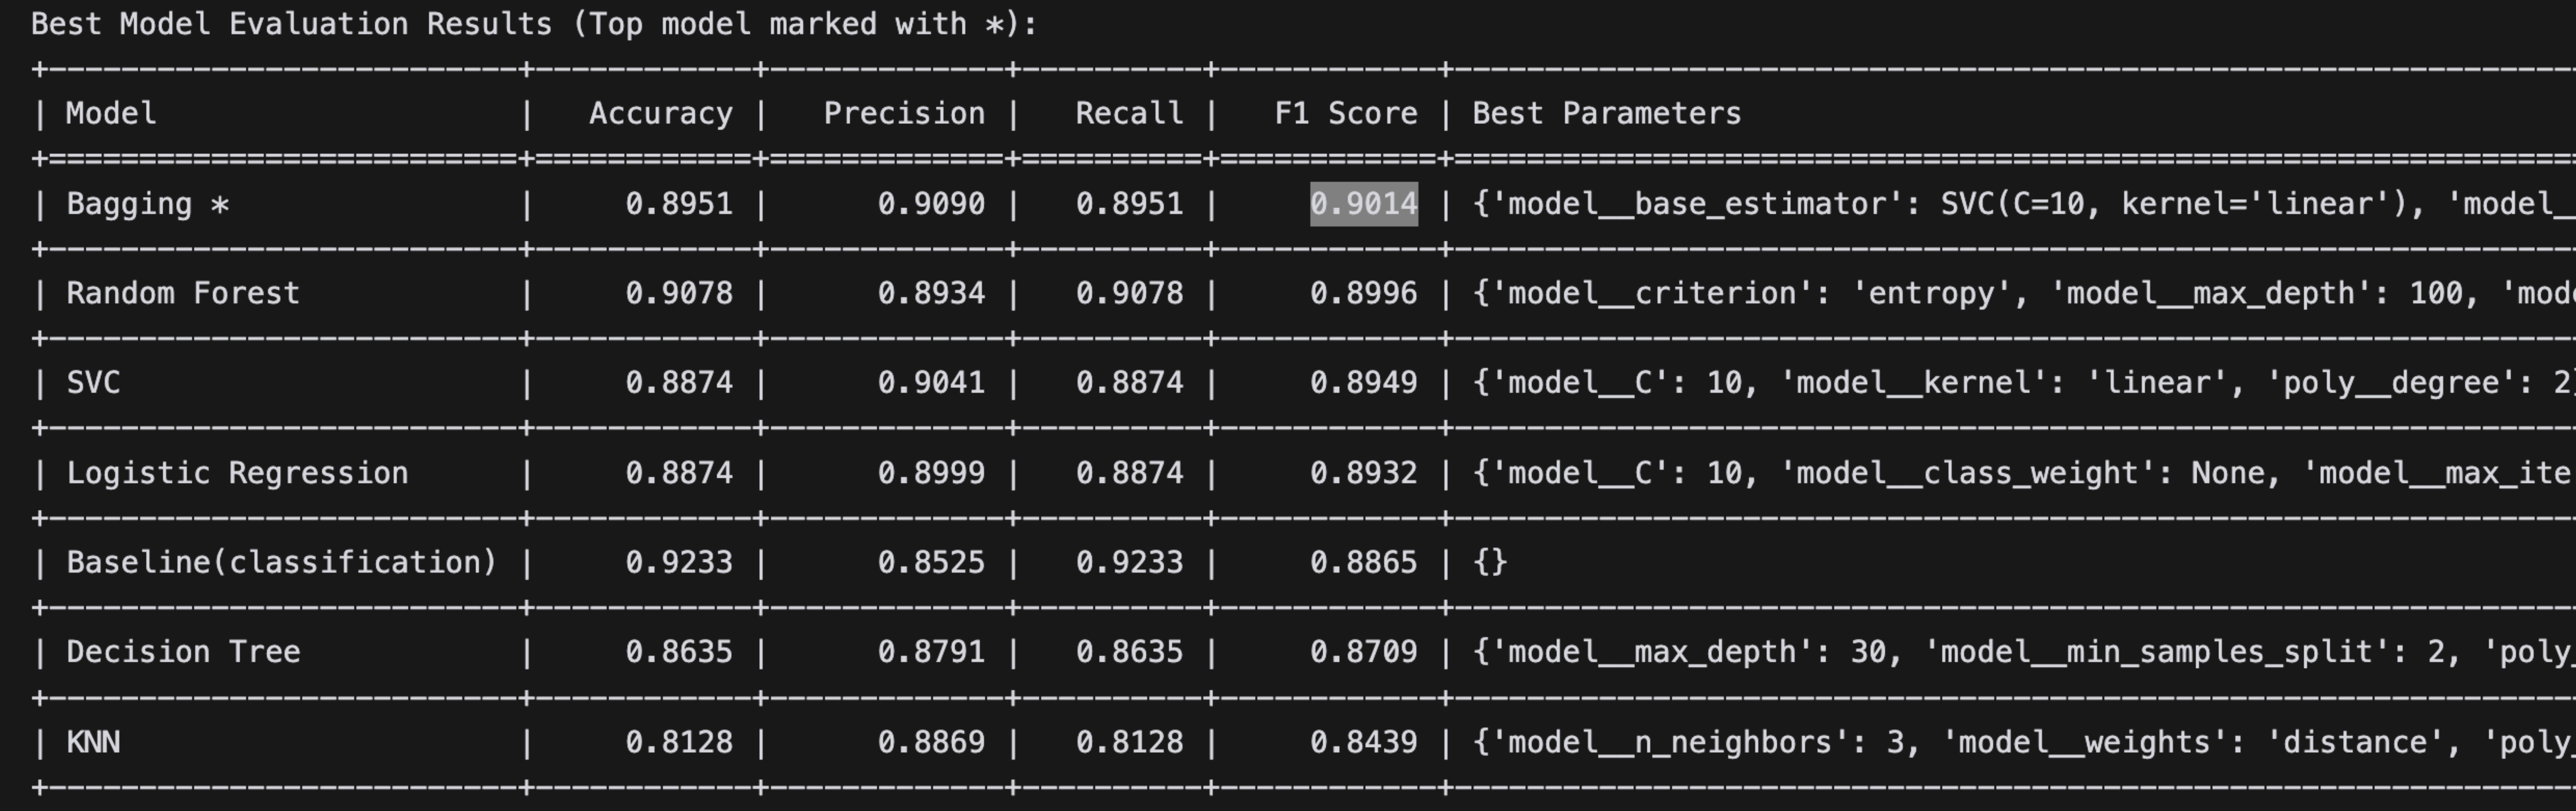 Best Model Evaluation Results (Top model marked with *):
+--------------------------+------------+-------------+----------+------------+--------------------------------------------------------------
| Model                    |   Accuracy |   Precision |   Recall |   F1 Score | Best Parameters
+==========================+============+=============+==========+============+==============================================================
| Bagging *                |     0.8951 |      0.9090 |   0.8951 |     0.9014 | {'model__base_estimator': SVC(C=10, kernel='linear'), 'model_
+--------------------------+------------+-------------+----------+------------+--------------------------------------------------------------
| Random Forest            |     0.9078 |      0.8934 |   0.9078 |     0.8996 | {'model__criterion': 'entropy', 'model__max_depth': 100, 'mod
+--------------------------+------------+-------------+----------+------------+--------------------------------------------------------------
| SVC                      |     0.8874 |      0.9041 |   0.8874 |     0.8949 | {'model__C': 10, 'model__kernel': 'linear', 'poly__degree': 2
+--------------------------+------------+-------------+----------+------------+--------------------------------------------------------------
| Logistic Regression      |     0.8874 |      0.8999 |   0.8874 |     0.8932 | {'model__C': 10, 'model__class_weight': None, 'model__max_ite
+--------------------------+------------+-------------+----------+------------+--------------------------------------------------------------
| Baseline(classification) |     0.9233 |      0.8525 |   0.9233 |     0.8865 | {}
+--------------------------+------------+-------------+----------+------------+--------------------------------------------------------------
| Decision Tree            |     0.8635 |      0.8791 |   0.8635 |     0.8709 | {'model__max_depth': 30, 'model__min_samples_split': 2, 'poly_
+--------------------------+------------+-------------+----------+------------+--------------------------------------------------------------
| KNN                      |     0.8128 |      0.8869 |   0.8128 |     0.8439 | {'model__n_neighbors': 3, 'model__weights': 'distance', 'poly_
+--------------------------+------------+-------------+----------+------------+--------------------------------------------------------------